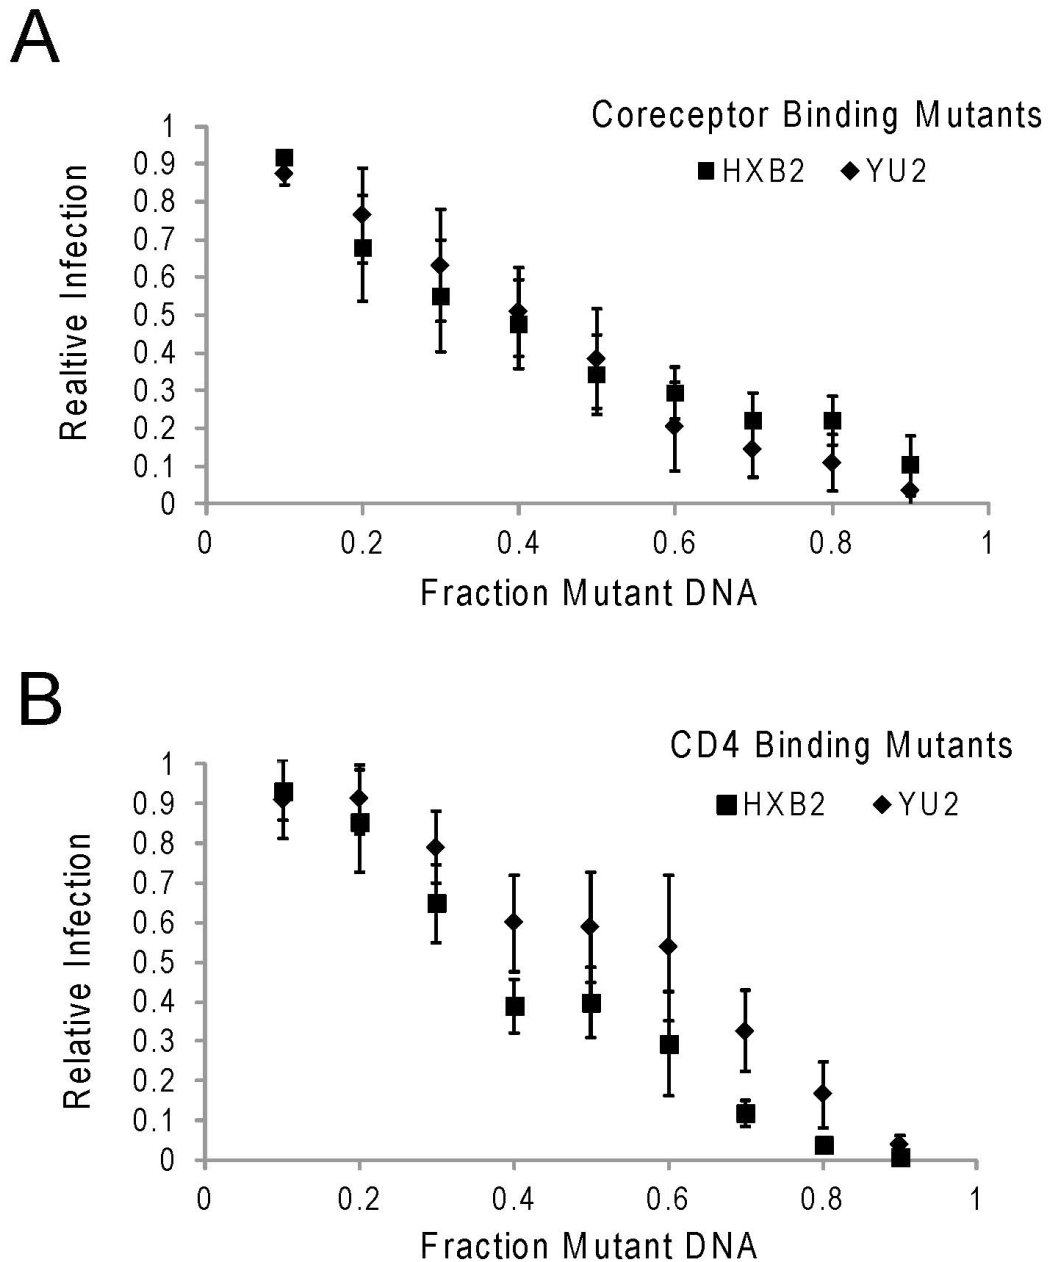 A
Coreceptor Binding Mutants
HXB2 YU2
Realtive Infection
1
0.9
0.8
0.7
0.6
0.5
0.4
0.3
0.2
0.1
0
0 0.2 0.4 0.6 0.8 1
Fraction Mutant DNA
B
CD4 Binding Mutants
HXB2 YU2
Relative Infection
1
0.9
0.8
0.7
0.6
0.5
0.4
0.3
0.2
0.1
0
0 0.2 0.4 0.6 0.8 1
Fraction Mutant DNA